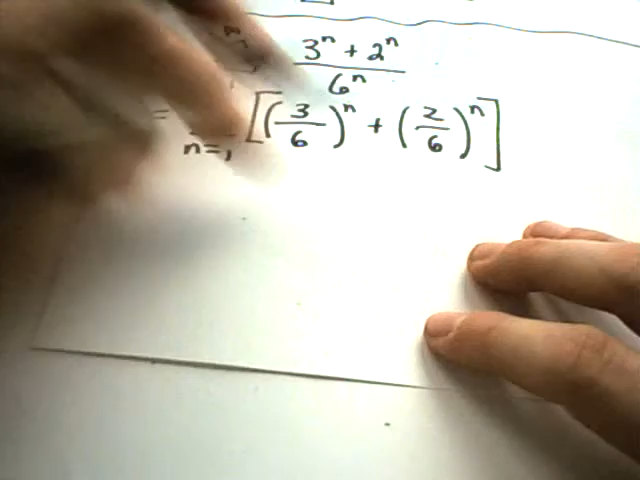 3^n + 2^n / 6^n
= n=1 [(3/6)^n + (2/6)^n]